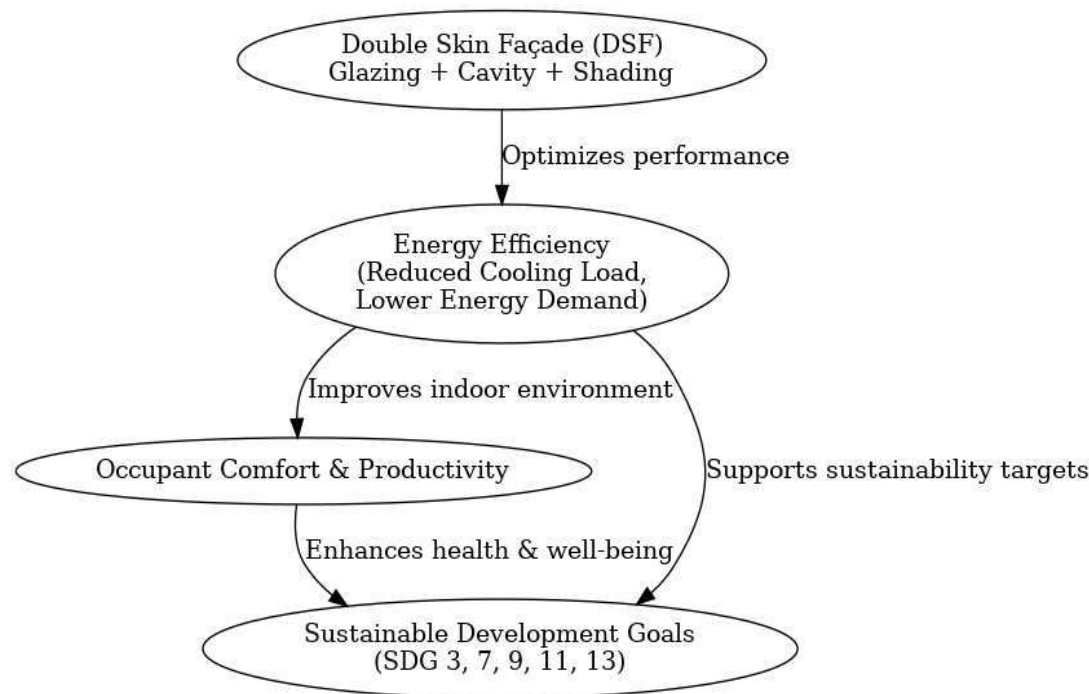 Double Skin Façade (DSF)
Glazing + Cavity + Shading
Optimizes performance
Energy Efficiency
(Reduced Cooling Load,
Lower Energy Demand)
Improves indoor environment
Occupant Comfort & Productivity
Supports sustainability targets
Enhances health & well-being
Sustainable Development Goals
(SDG 3, 7, 9, 11, 13)